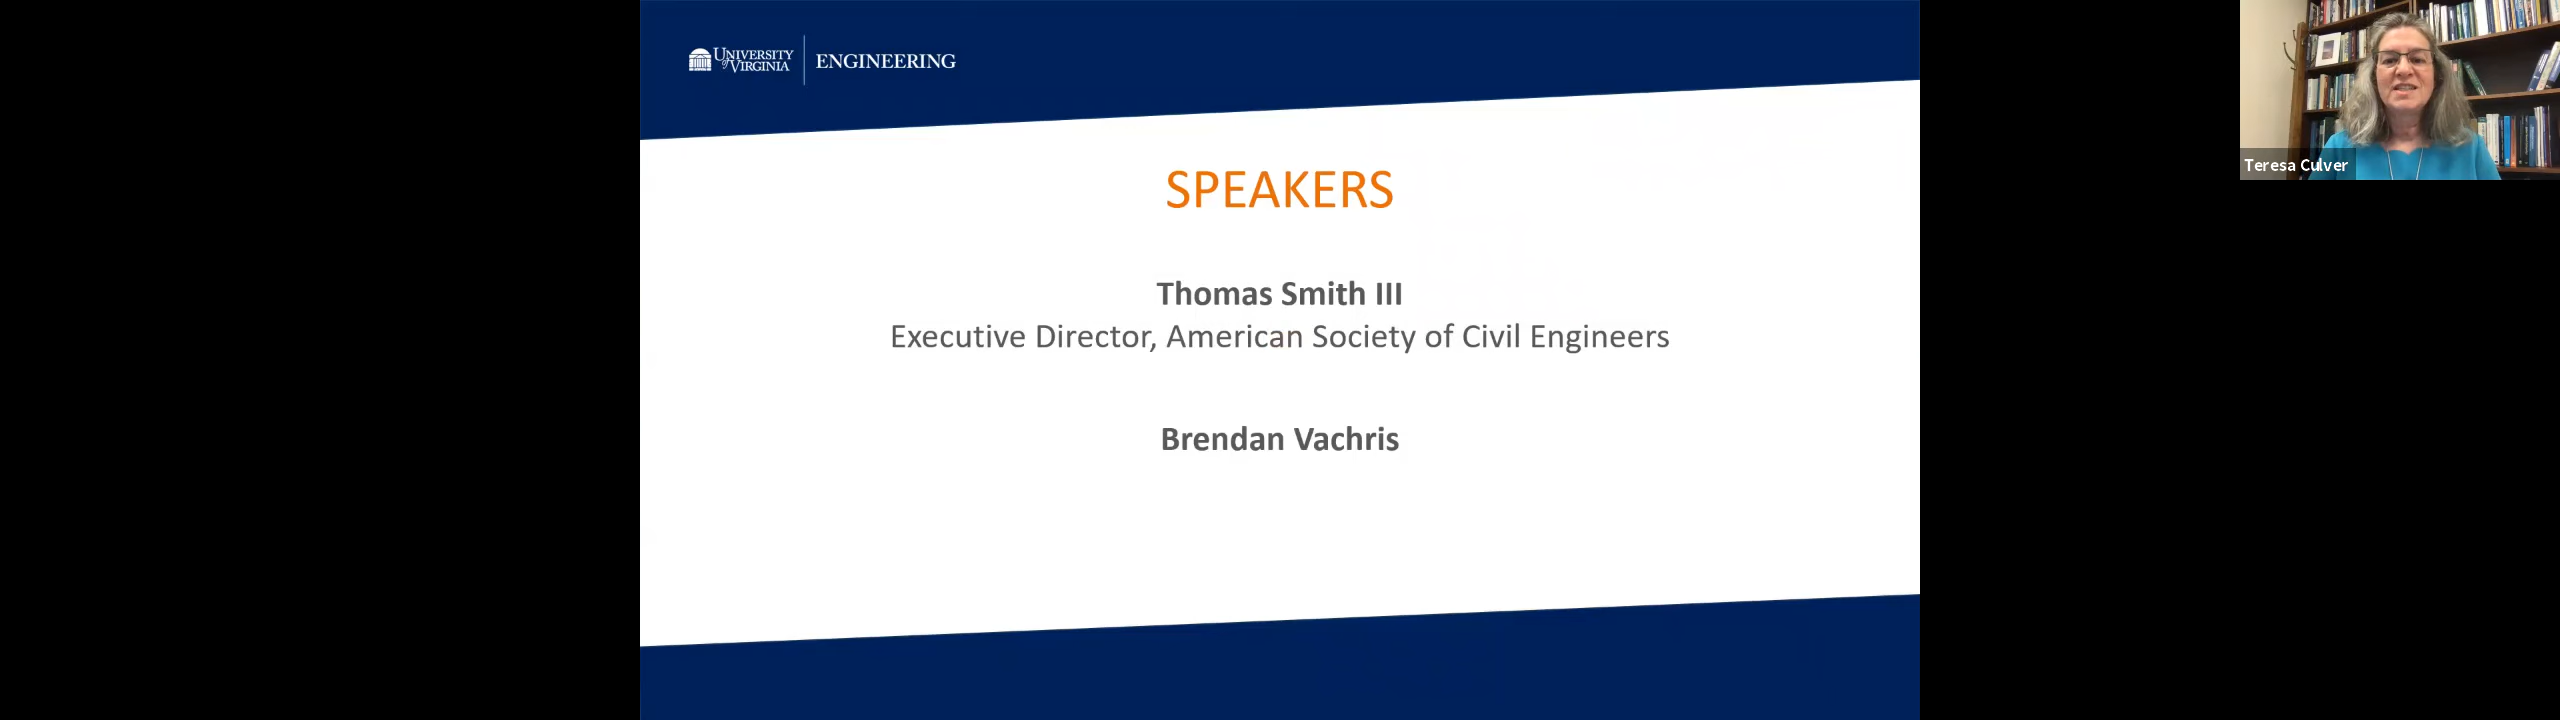 UNIVERSITY
of VIRGINIA
ENGINEERING
SPEAKERS
Thomas Smith III
Executive Director, American Society of Civil Engineers
Brendan Vachris
Teresa Culver